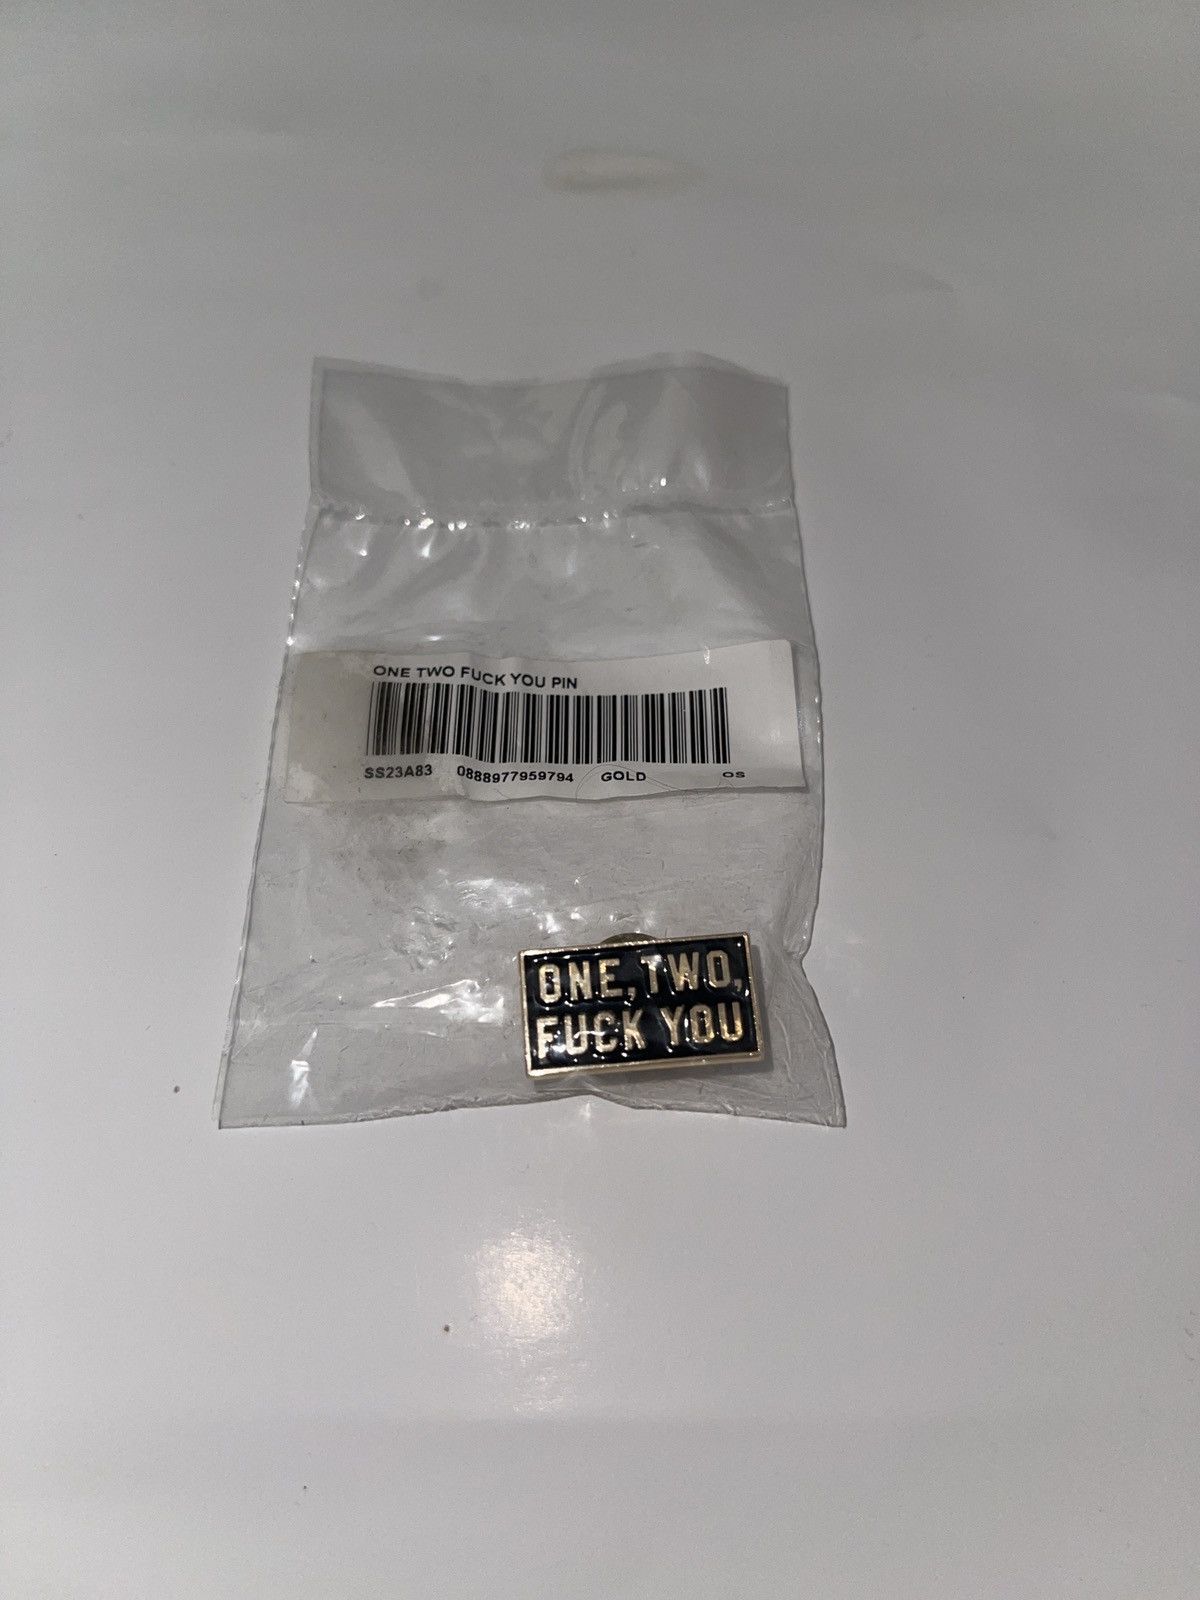 ONE TWO FUCK YOU PIN
SS23A83 0888977959794 GOLD OS
ONE, TWO,
FUCK YOU